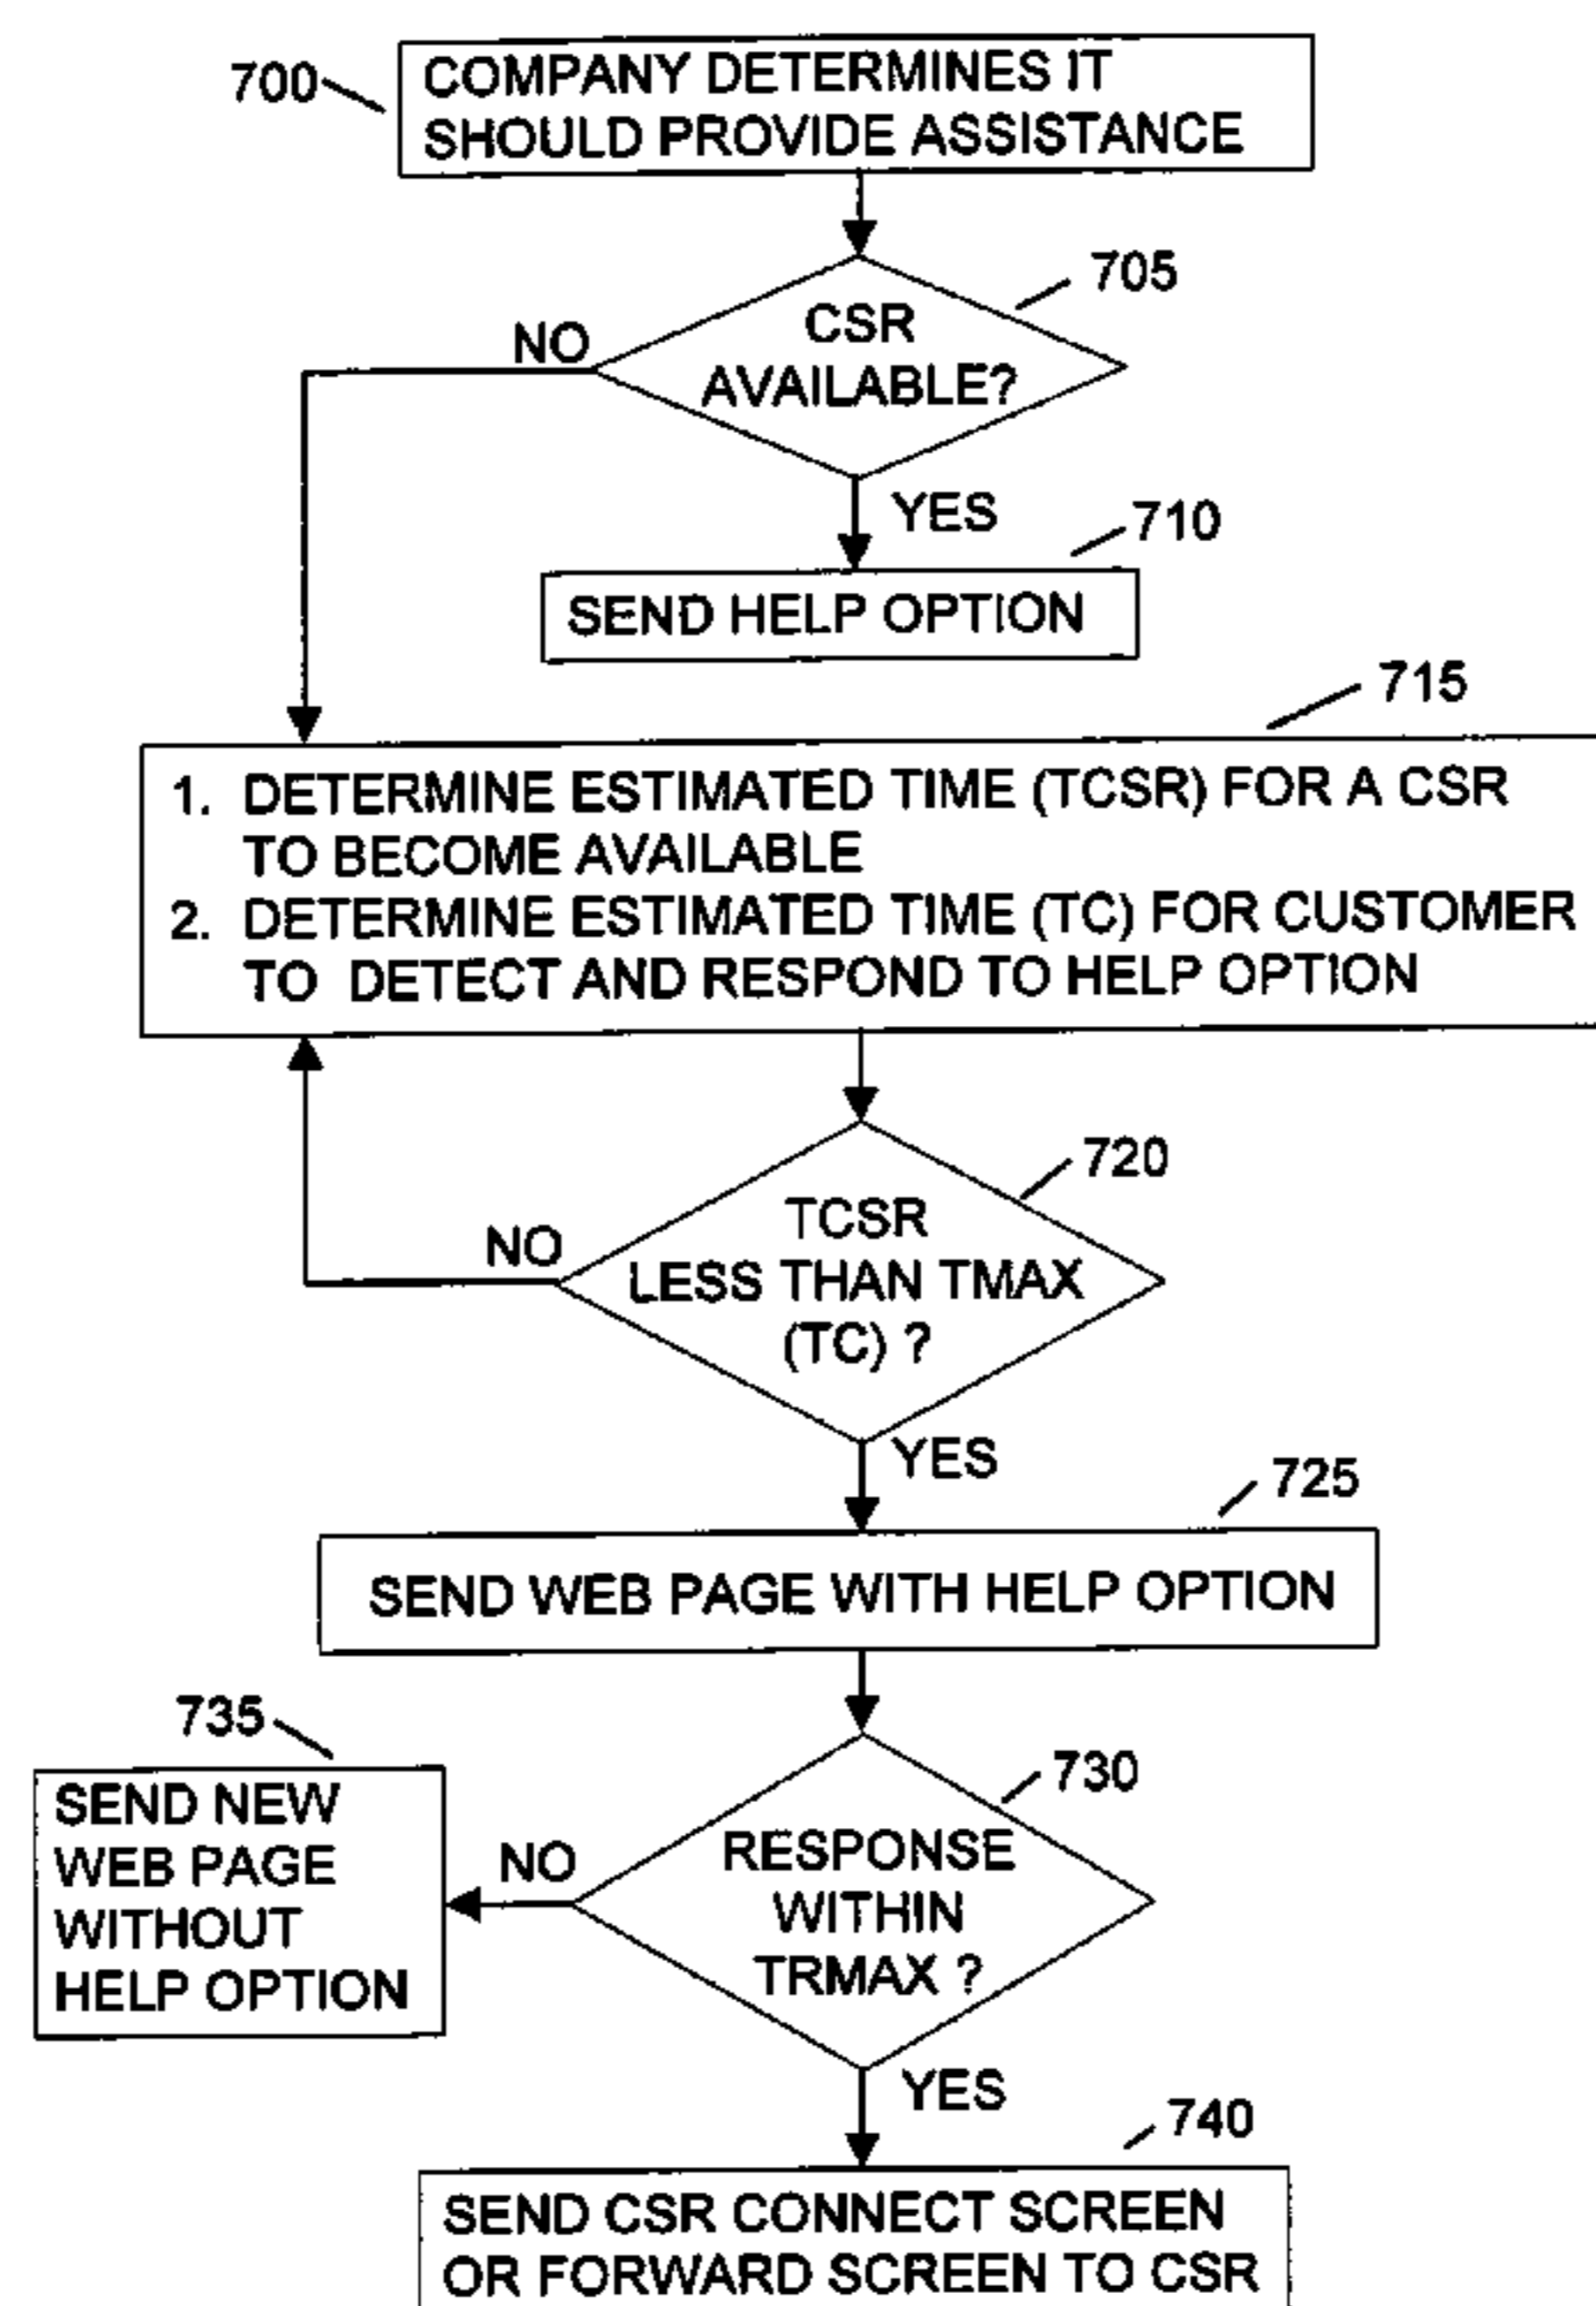 700
COMPANY DETERMINES IT
SHOULD PROVIDE ASSISTANCE
705
CSR
AVAILABLE?
NO
YES
710
SEND HELP OPTION
715
1. DETERMINE ESTIMATED TIME (TCSR) FOR A CSR
TO BECOME AVAILABLE
2. DETERMINE ESTIMATED TIME (TC) FOR CUSTOMER
TO DETECT AND RESPOND TO HELP OPTION
720
TCSR
LESS THAN TMAX
(TC) ?
NO
YES
725
SEND WEB PAGE WITH HELP OPTION
730
RESPONSE
WITHIN
TRMAX ?
NO
735
SEND NEW
WEB PAGE
WITHOUT
HELP OPTION
YES
740
SEND CSR CONNECT SCREEN
OR FORWARD SCREEN TO CSR